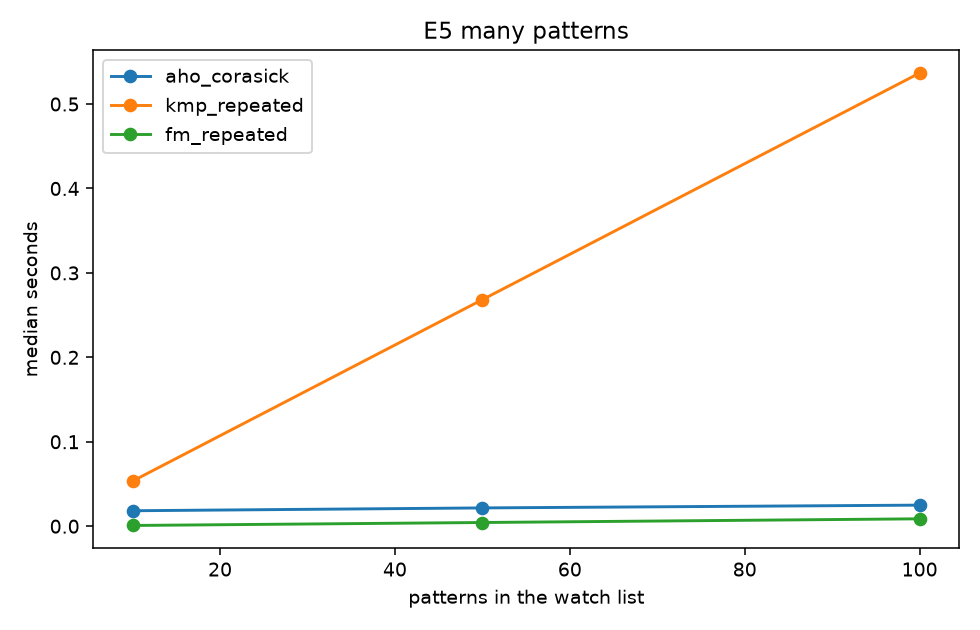 E5 many patterns
aho_corasick
kmp_repeated
fm_repeated
median seconds
0.5
0.4
0.3
0.2
0.1
0.0
20 40 60 80 100
patterns in the watch list